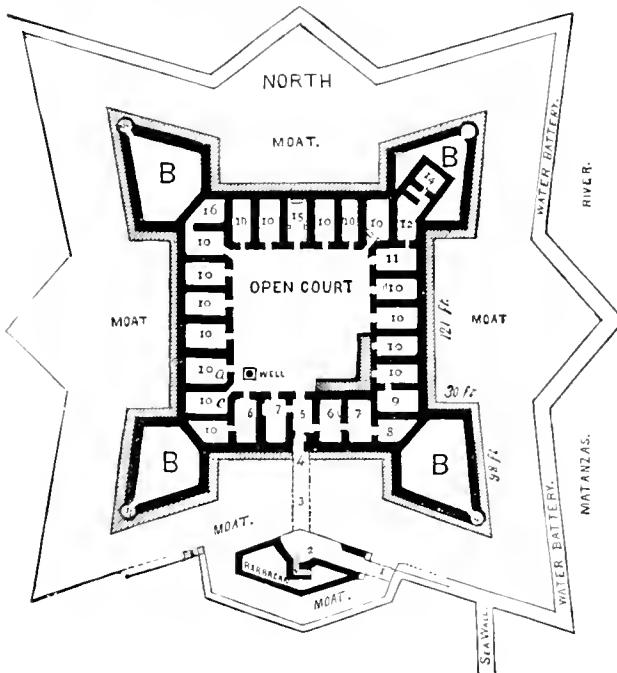 NORTH
MOAT.
B
B
WATER BATTERY.
RIVER.
14
16
10
10
15
10
10
10
12
10
11
10
10
OPEN COURT
10
10
MOAT
MOAT
121 ft.
10
10
10
10 a
WELL
10
30 ft
10 c
9
10
6
7
5
6
7
8
B
B
4
98 ft
3
MATANZAS.
MOAT.
2
BARBACAN
1
MOAT.
WATER BATTERY
SEA WALL